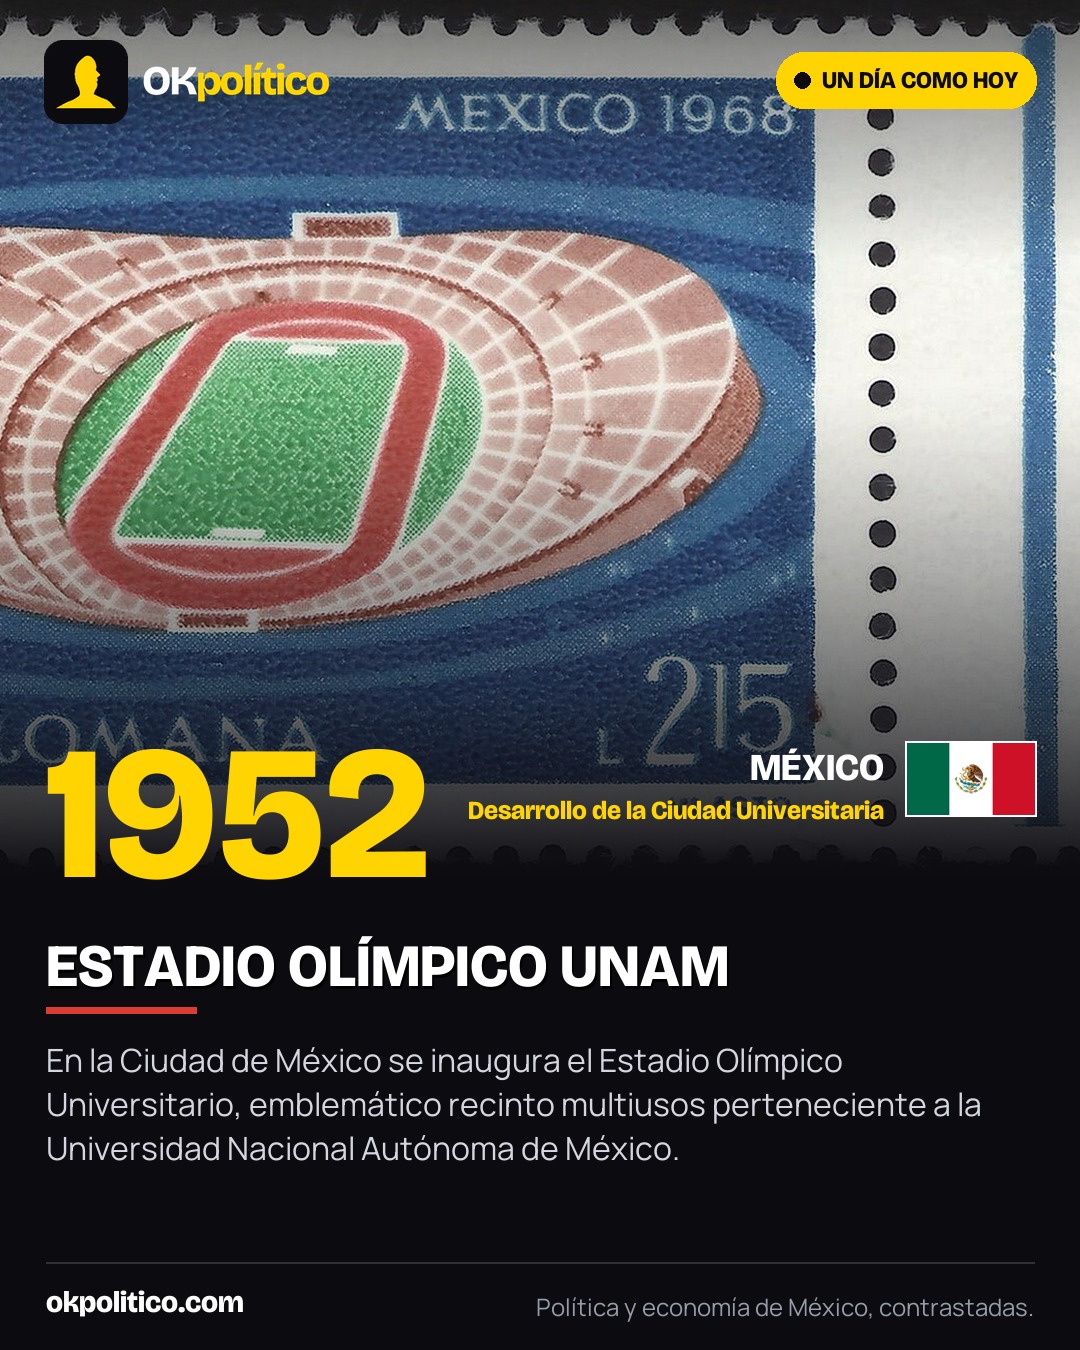 OKpolítico
UN DÍA COMO HOY
MEXICO 1968
L 215
OMANA
1952
MÉXICO
Desarrollo de la Ciudad Universitaria
ESTADIO OLÍMPICO UNAM
En la Ciudad de México se inaugura el Estadio Olímpico
Universitario, emblemático recinto multiusos perteneciente a la
Universidad Nacional Autónoma de México.
okpolitico.com
Política y economía de México, contrastadas.